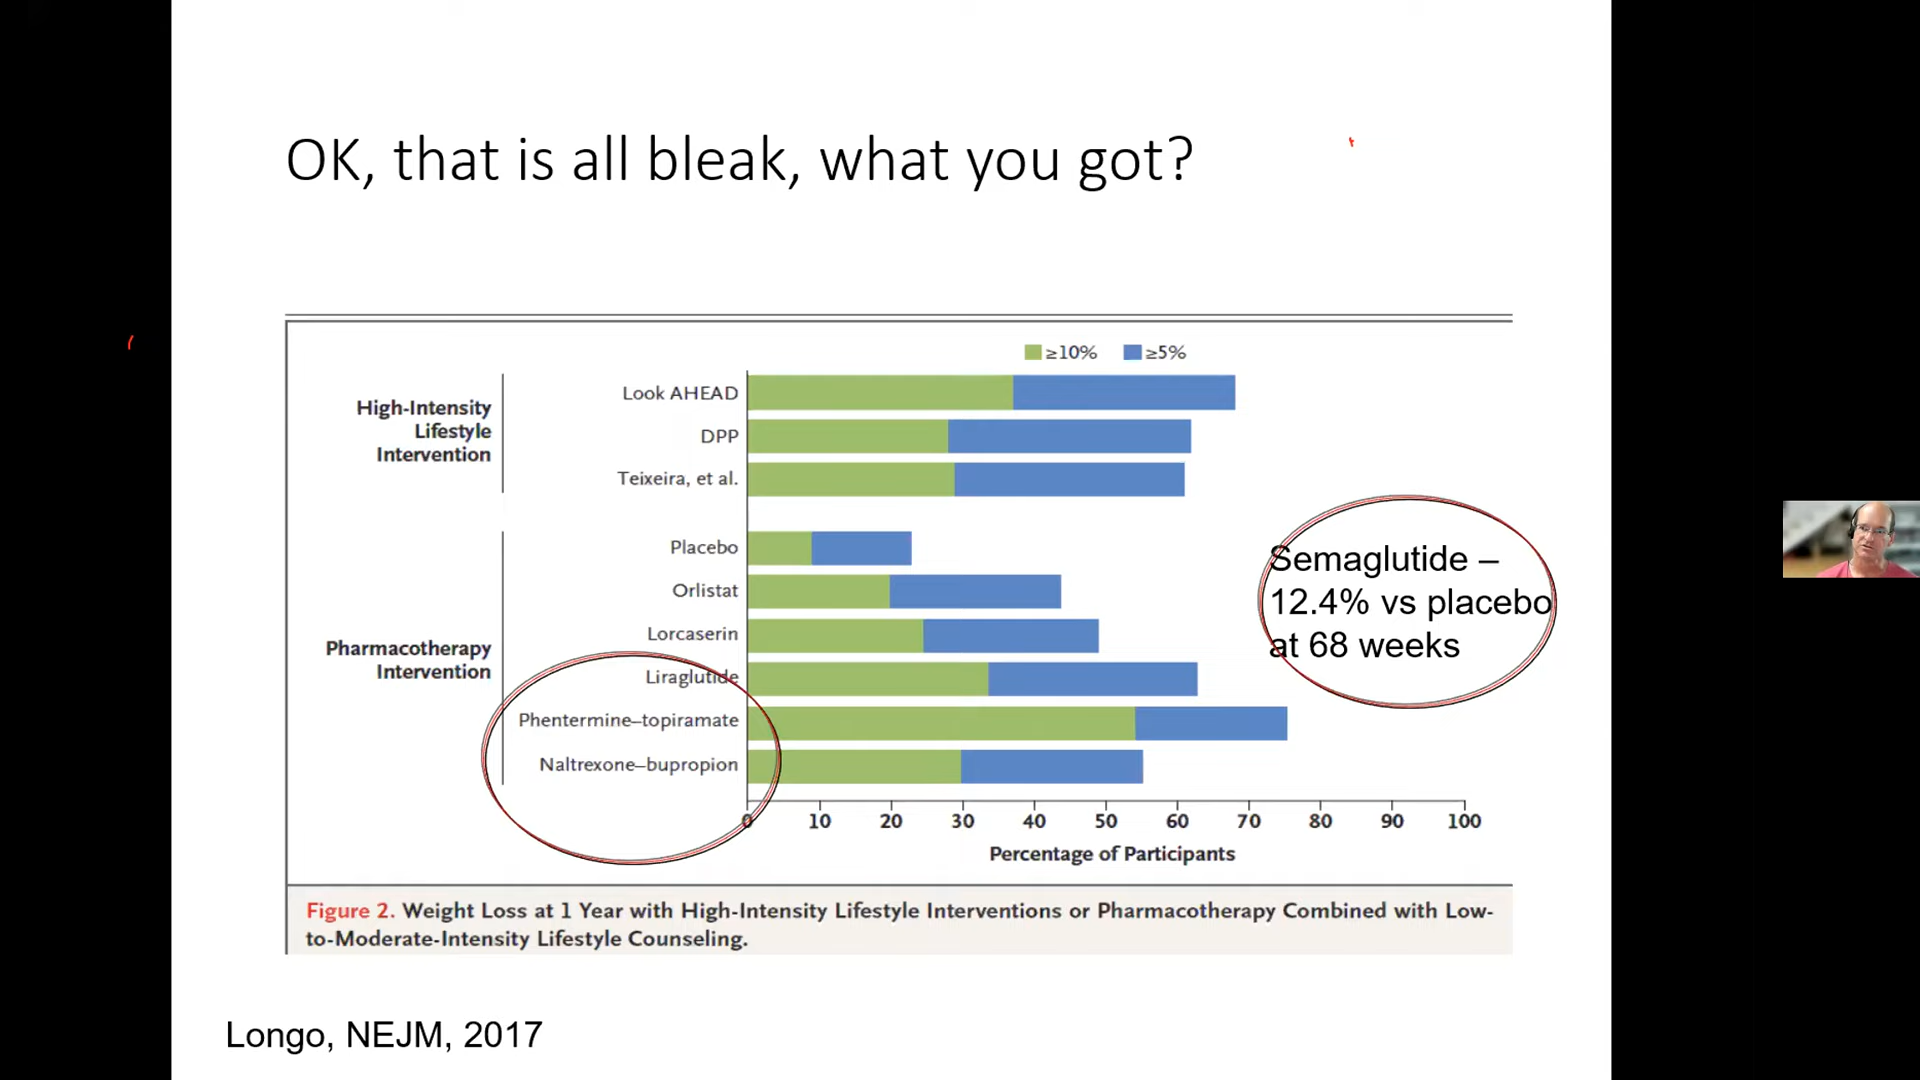 OK, that is all bleak, what you got?
≥10% ≥5%
High-Intensity
Lifestyle
Intervention
Look AHEAD
DPP
Teixeira, et al.
Pharmacotherapy
Intervention
Placebo
Orlistat
Lorcaserin
Liraglutide
Phentermine–topiramate
Naltrexone–bupropion
Semaglutide –
12.4% vs placebo
at 68 weeks
0 10 20 30 40 50 60 70 80 90 100
Percentage of Participants
Figure 2. Weight Loss at 1 Year with High-Intensity Lifestyle Interventions or Pharmacotherapy Combined with Low-
to-Moderate-Intensity Lifestyle Counseling.
Longo, NEJM, 2017